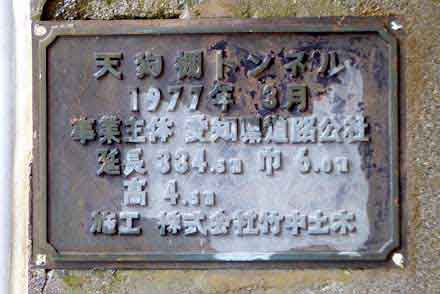 天狗棚トンネル
1977年 3月
事業主体 愛知県道路公社
延長 334.5m 巾 6.0m
高 4.5m
施工 株式会社竹中土木